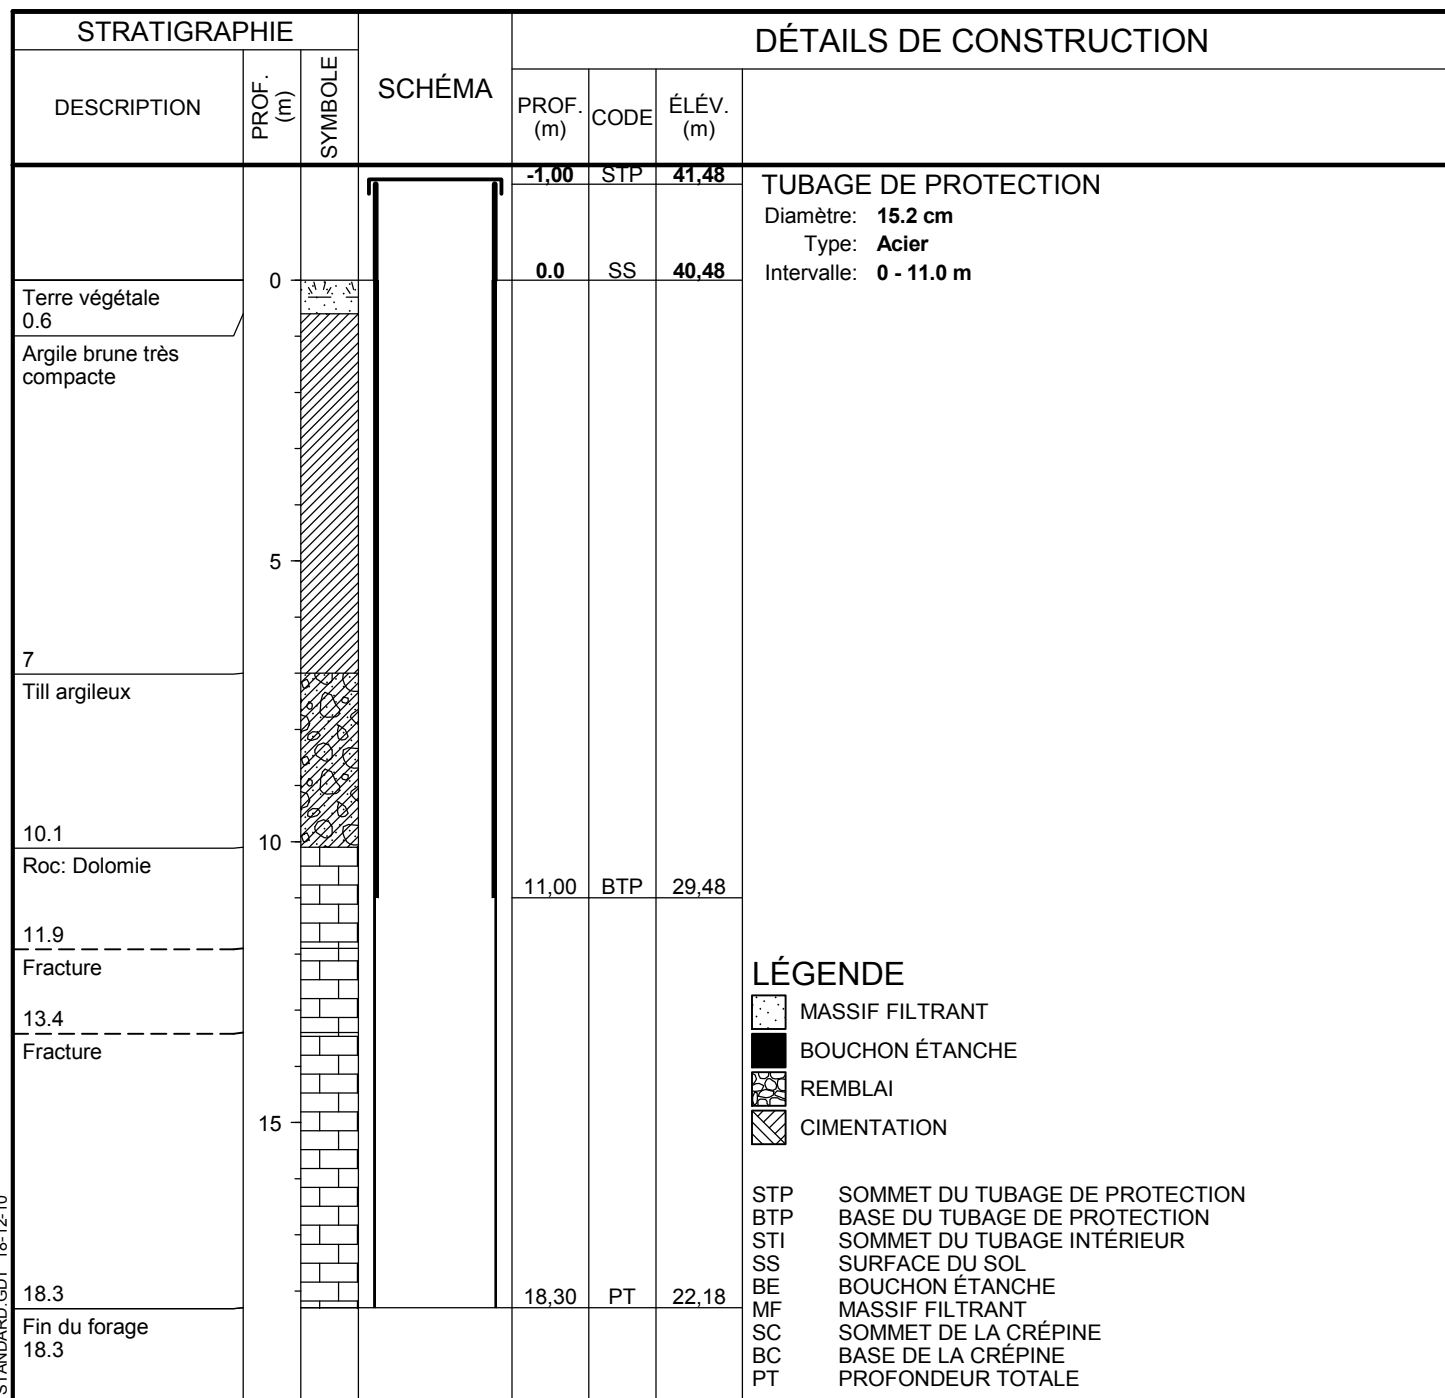 STRATIGRAPHIE
DESCRIPTION
PROF. (m)
SYMBOLE
SCHÉMA
DÉTAILS DE CONSTRUCTION
PROF. (m)
CODE
ÉLÉV. (m)
-1,00 STP 41,48
TUBAGE DE PROTECTION
Diamètre: 15.2 cm
Type: Acier
0.0 SS 40,48
Intervalle: 0 - 11.0 m
0
Terre végétale
0.6
Argile brune très
compacte
5
7
Till argileux
10.1
10
Roc: Dolomie
11,00 BTP 29,48
11.9
Fracture
13.4
Fracture
15
18.3
18,30 PT 22,18
Fin du forage
18.3
LÉGENDE
MASSIF FILTRANT
BOUCHON ÉTANCHE
REMBLAI
CIMENTATION
STP SOMMET DU TUBAGE DE PROTECTION
BTP BASE DU TUBAGE DE PROTECTION
STI SOMMET DU TUBAGE INTÉRIEUR
SS SURFACE DU SOL
BE BOUCHON ÉTANCHE
MF MASSIF FILTRANT
SC SOMMET DE LA CRÉPINE
BC BASE DE LA CRÉPINE
PT PROFONDEUR TOTALE
STANDARD.GDT 18-12-10